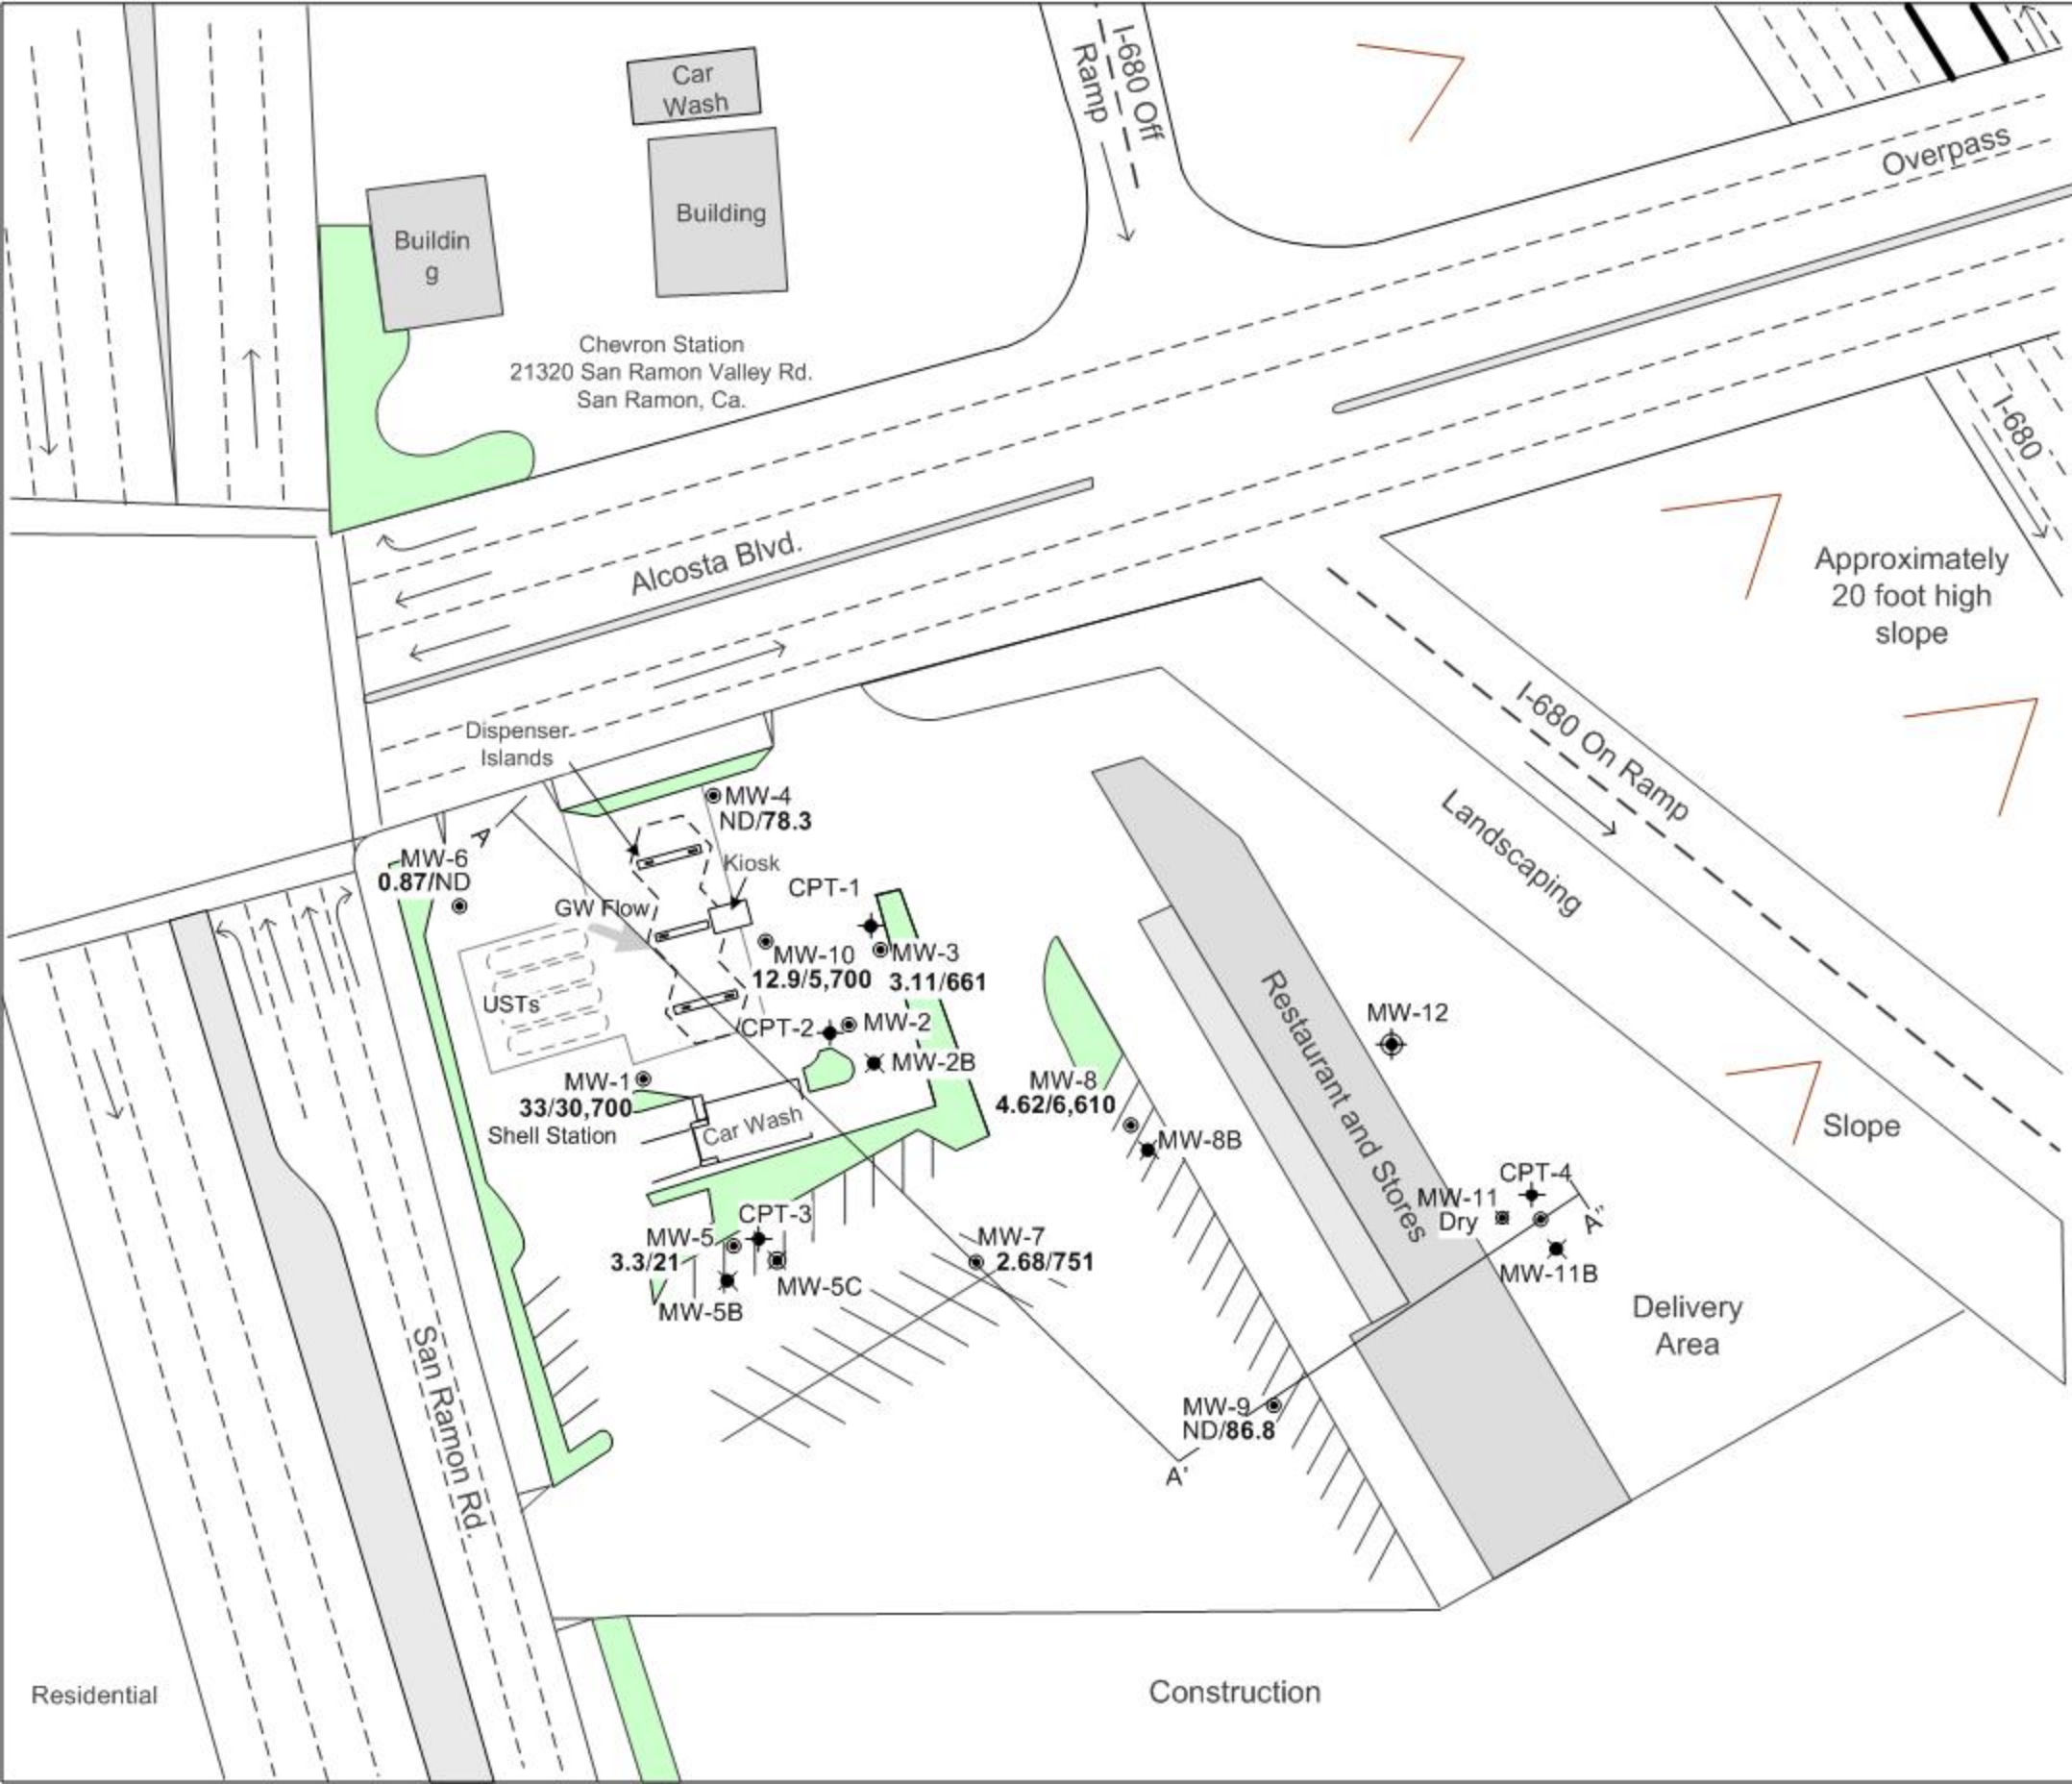 Car
Wash
I-680 Off
Ramp
Overpass
Building
Buildin
g
Chevron Station
21320 San Ramon Valley Rd.
San Ramon, Ca.
I-680
Alcosta Blvd.
Approximately
20 foot high
slope
Dispenser
Islands
I-680 On Ramp
Landscaping
MW-4
ND/78.3
A
MW-6
0.87/ND
Kiosk
CPT-1
GW Flow
MW-10
12.9/5,700
MW-3
3.11/661
USTs
CPT-2
MW-2
MW-2B
MW-12
Restaurant and Stores
MW-1
33/30,700
Shell Station
Car Wash
MW-8
4.62/6,610
MW-8B
Slope
CPT-4
MW-11
Dry
A"
MW-11B
CPT-3
MW-5
3.3/21
MW-5C
MW-5B
MW-7
2.68/751
Delivery
Area
San Ramon Rd.
MW-9
ND/86.8
A'
Residential
Construction